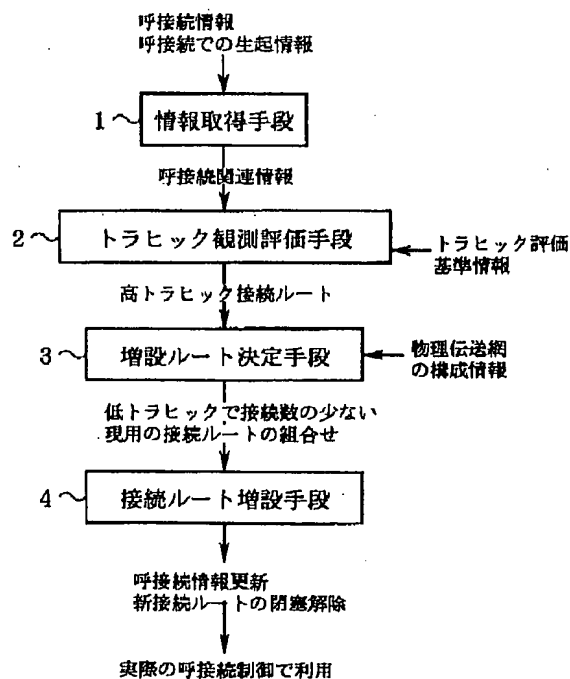 呼接続情報
呼接続での生起情報
1
情報取得手段
呼接続関連情報
2
トラヒック観測評価手段
トラヒック評価
基準情報
高トラヒック接続ルート
3
増設ルート決定手段
物理伝送網
の構成情報
低トラヒックで接続数の少ない
現用の接続ルートの組合せ
4
接続ルート増設手段
呼接続情報更新
新接続ルートの閉塞解除
実際の呼接続制御で利用